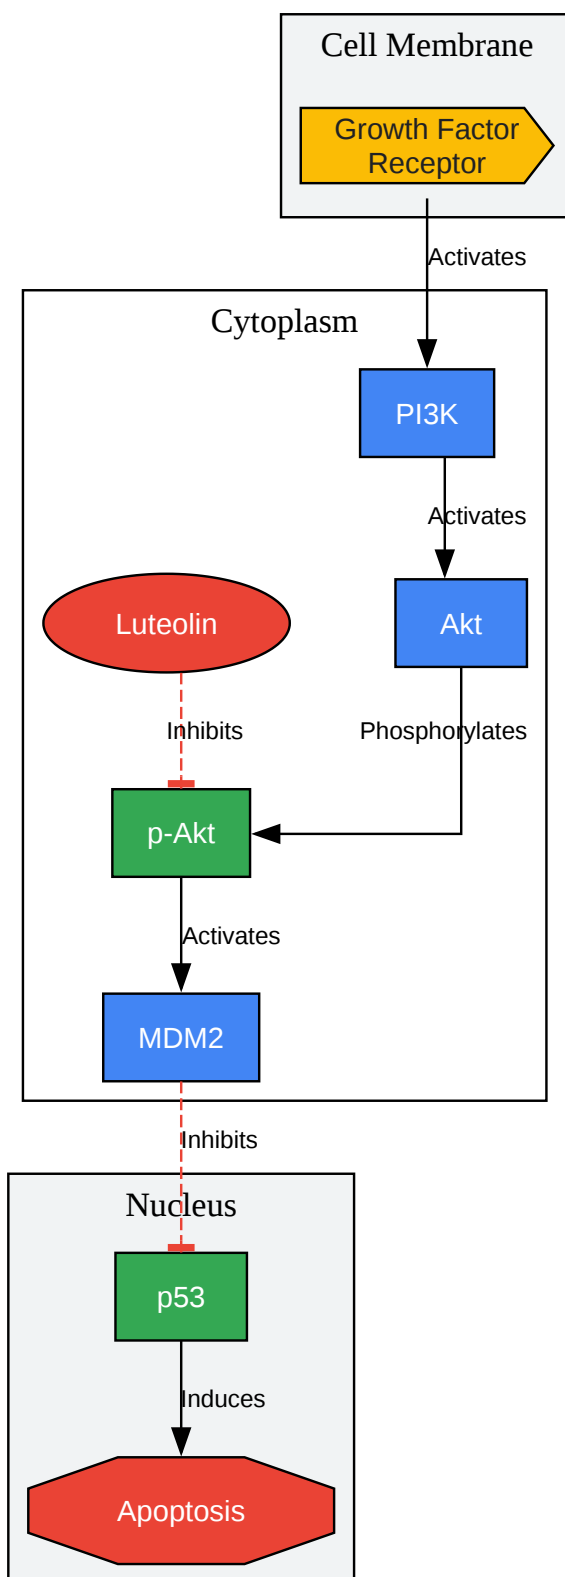 Cell Membrane
Growth Factor
Receptor
Activates
Cytoplasm
PI3K
Activates
Luteolin
Akt
Inhibits
Phosphorylates
p-Akt
Activates
MDM2
Inhibits
Nucleus
p53
Induces
Apoptosis